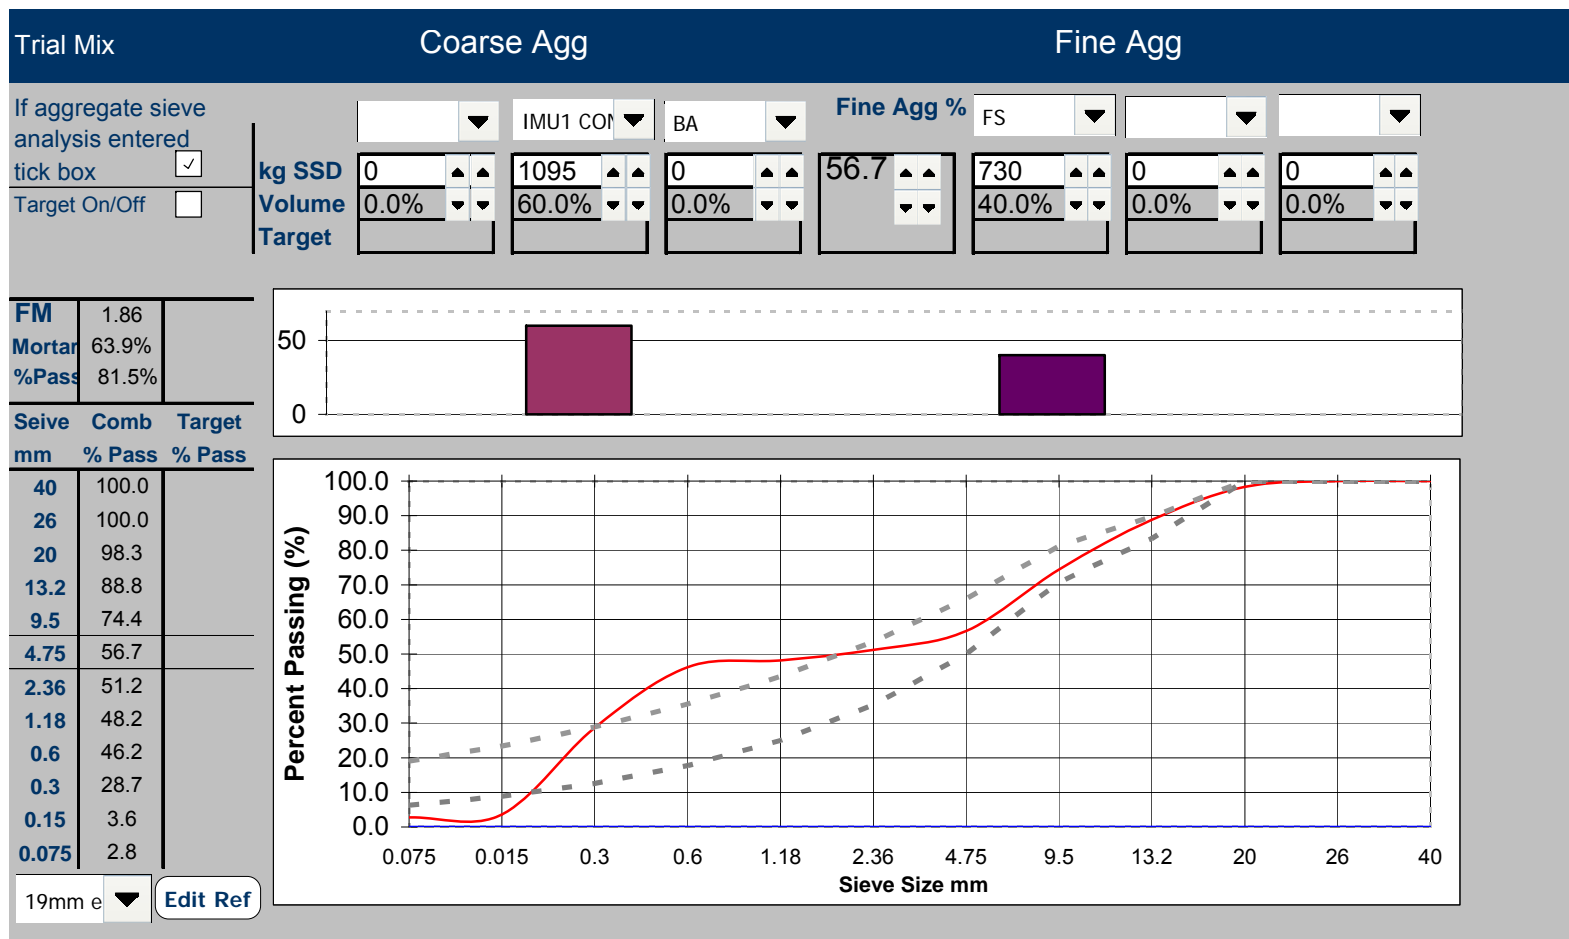 Trial Mix
Coarse Agg
Fine Agg
If aggregate sieve
analysis entered
tick box
Target On/Off
Fine Agg %
IMU1 CON
BA
FS
kg SSD 0 1095 0 56.7 730 0 0
Volume 0.0% 60.0% 0.0% 40.0% 0.0% 0.0%
Target
FM 1.86
Mortar 63.9%
%Pass 81.5%
Seive Comb Target
mm % Pass % Pass
40 100.0
26 100.0
20 98.3
13.2 88.8
9.5 74.4
4.75 56.7
2.36 51.2
1.18 48.2
0.6 46.2
0.3 28.7
0.15 3.6
0.075 2.8
19mm e
Edit Ref
50
0
Percent Passing (%)
100.0
90.0
80.0
70.0
60.0
50.0
40.0
30.0
20.0
10.0
0.0
0.075 0.015 0.3 0.6 1.18 2.36 4.75 9.5 13.2 20 26 40
Sieve Size mm